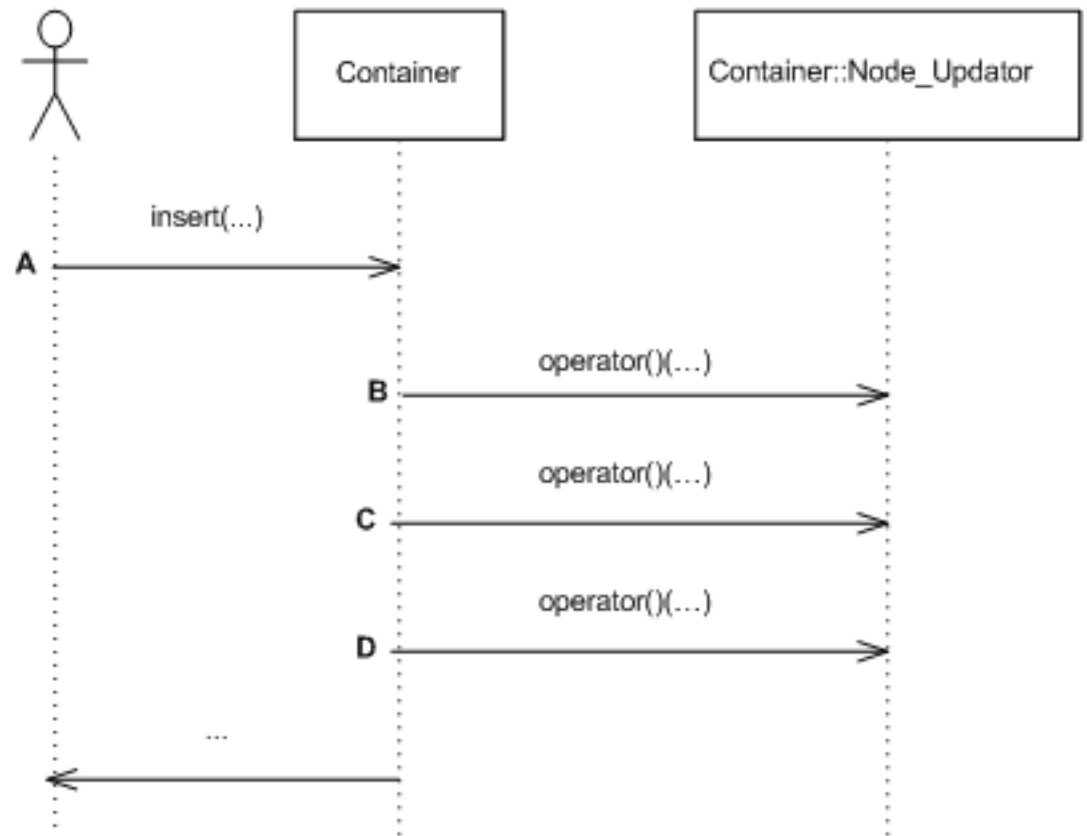 Container
Container::Node_Updator
insert(...)
A
operator()(...)
B
operator()(...)
C
operator()(...)
D
...